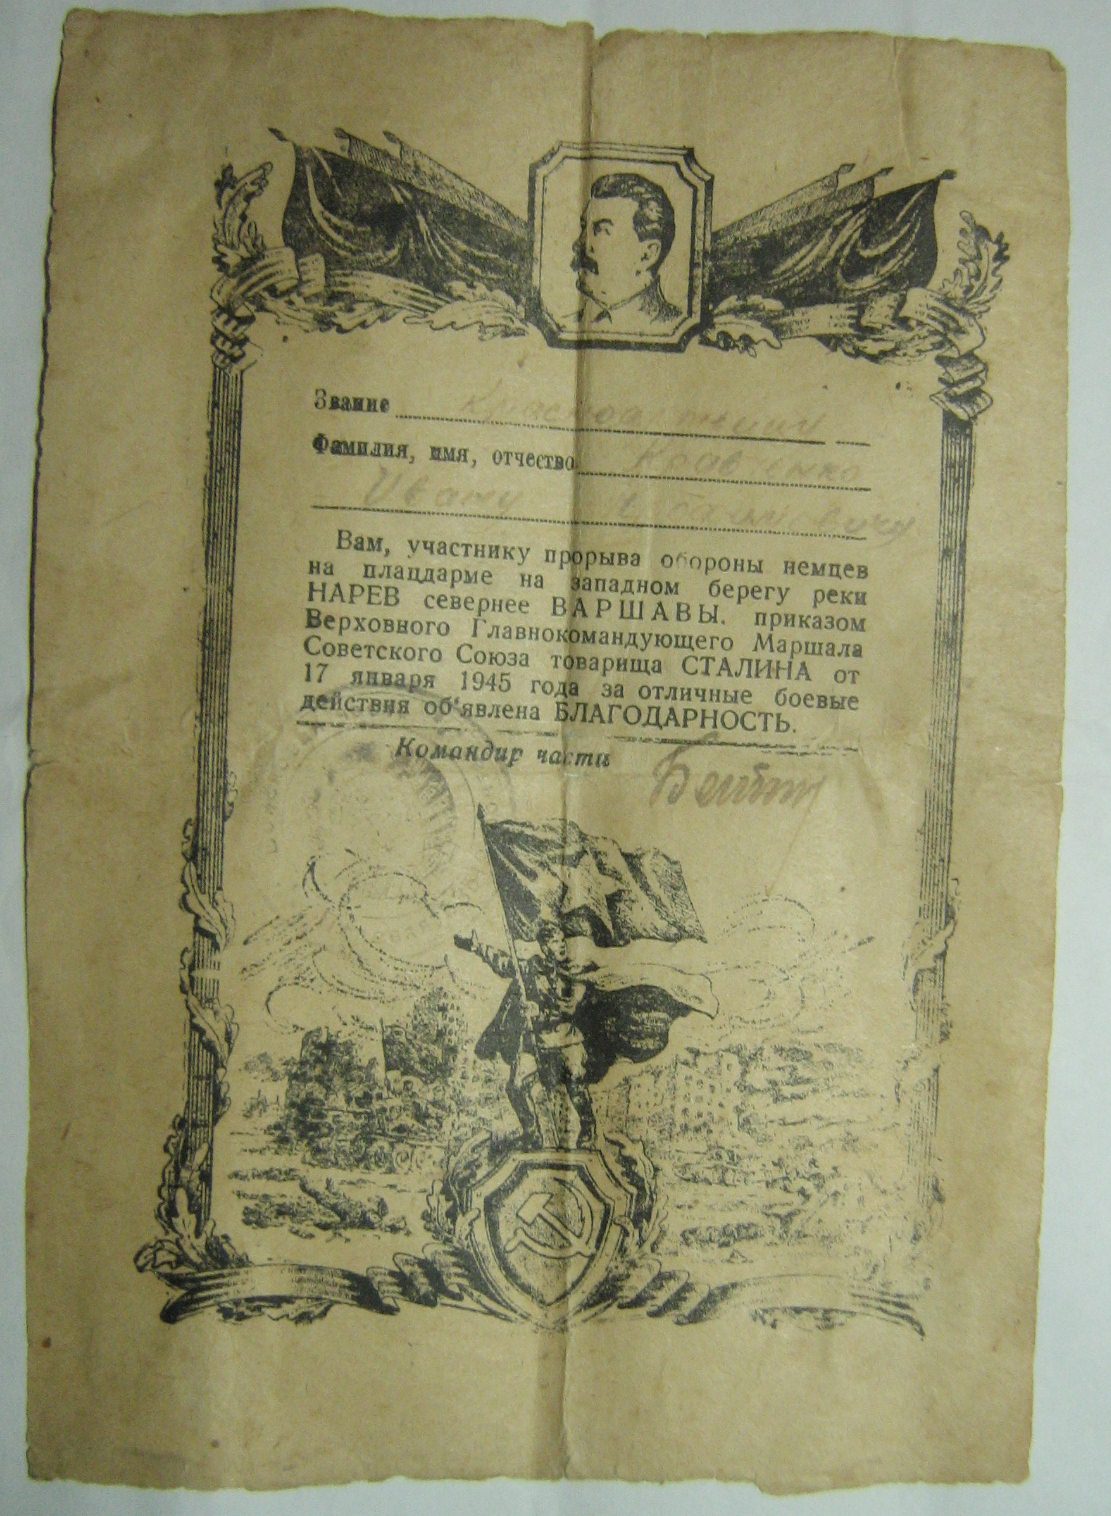 Звание Красноармейцу
Фамилия, имя, отчество Кравченко
Ивану
Вам, участнику прорыва обороны немцев
на плацдарме на западном берегу реки
НАРЕВ севернее ВАРШАВЫ, приказом
Верховного Главнокомандующего Маршала
Советского Союза товарища СТАЛИНА от
17 января 1945 года за отличные боевые
действия об'явлена БЛАГОДАРНОСТЬ.
Командир части